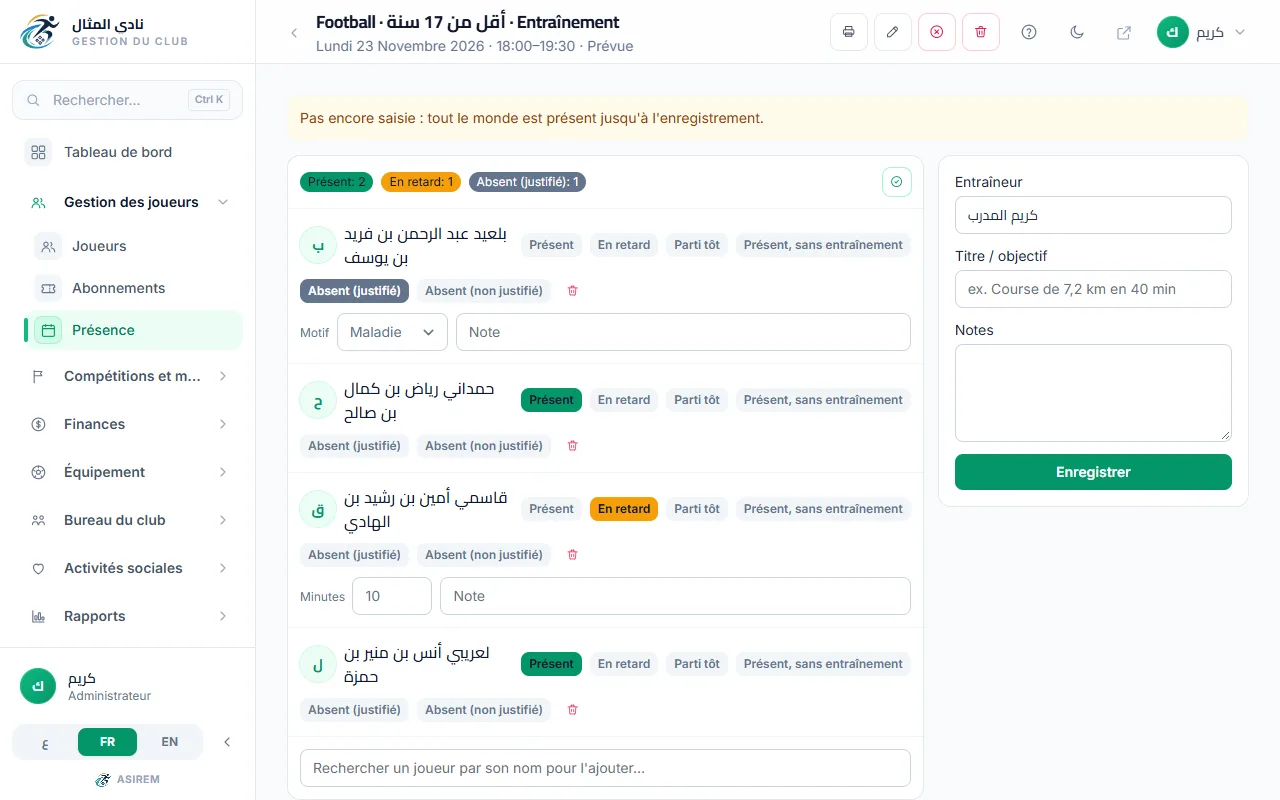 نادي المثال
GESTION DU CLUB
Rechercher...
Ctrl K
Tableau de bord
Gestion des joueurs
Joueurs
Abonnements
Présence
Compétitions et m...
Finances
Équipement
Bureau du club
Activités sociales
Rapports
ك
كريم
Administrateur
ع
FR
EN
ASIREM
Football · أقل من 17 سنة · Entraînement
Lundi 23 Novembre 2026 · 18:00–19:30 · Prévue
ك
كريم
Pas encore saisie : tout le monde est présent jusqu'à l'enregistrement.
Présent: 2
En retard: 1
Absent (justifié): 1
ب
بلعيد عبد الرحمن بن فريد
بن يوسف
Présent
En retard
Parti tôt
Présent, sans entraînement
Absent (justifié)
Absent (non justifié)
Motif
Maladie
Note
ح
حمداني رياض بن كمال
بن صالح
Présent
En retard
Parti tôt
Présent, sans entraînement
Absent (justifié)
Absent (non justifié)
ق
قاسمي أمين بن رشيد بن
الهادي
Présent
En retard
Parti tôt
Présent, sans entraînement
Absent (justifié)
Absent (non justifié)
Minutes
10
Note
ل
لعريبي أنس بن منير بن
حمزة
Présent
En retard
Parti tôt
Présent, sans entraînement
Absent (justifié)
Absent (non justifié)
Rechercher un joueur par son nom pour l'ajouter...
Entraîneur
كريم المدرب
Titre / objectif
ex. Course de 7,2 km en 40 min
Notes
Enregistrer